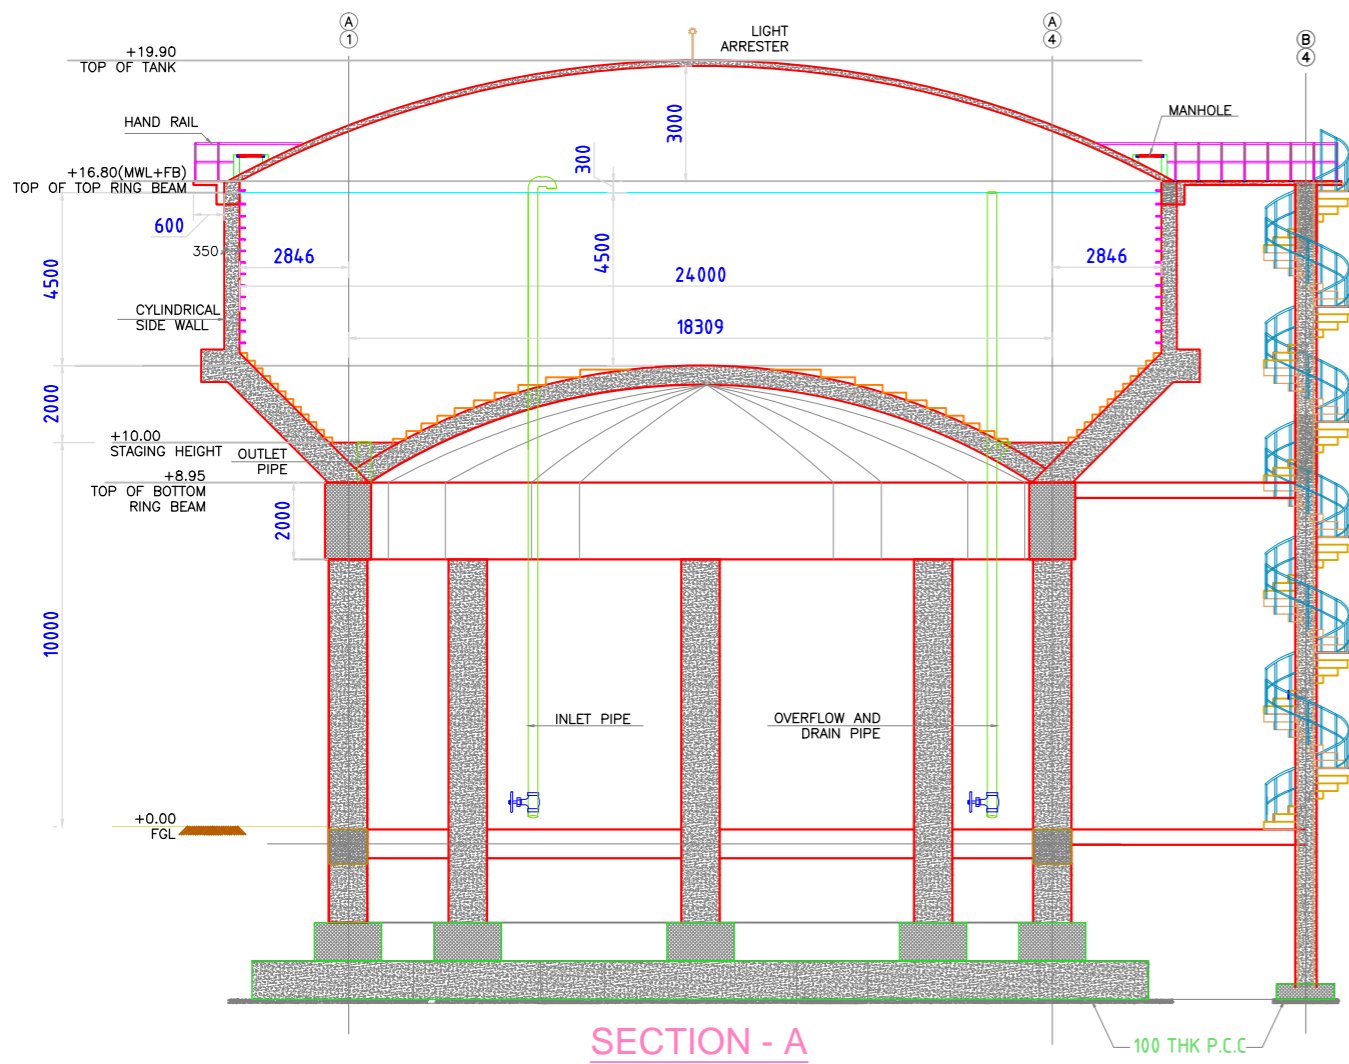 A
1
A
4
B
4
LIGHT
ARRESTER
+19.90
TOP OF TANK
HAND RAIL
MANHOLE
3000
300
+16.80(MWL+FB)
TOP OF TOP RING BEAM
600
350
2846
4500
24000
2846
4500
CYLINDRICAL
SIDE WALL
18309
2000
+10.00
STAGING HEIGHT
OUTLET
PIPE
+8.95
TOP OF BOTTOM
RING BEAM
2000
10000
INLET PIPE
OVERFLOW AND
DRAIN PIPE
+0.00
FGL
SECTION - A
100 THK P.C.C